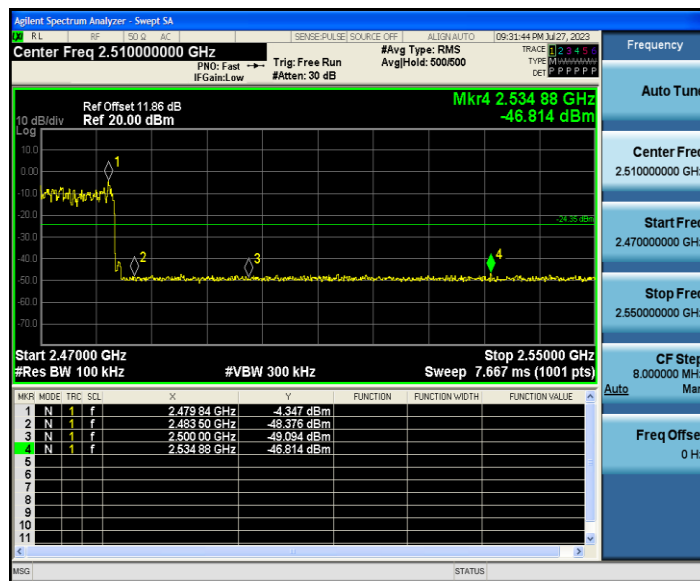 Agilent Spectrum Analyzer - Swept SA
RL RF 50 Ω AC SENSE:PULSE SOURCE OFF ALIGN AUTO 09:31:44 PM Jul 27, 2023
Center Freq 2.510000000 GHz
PNO: Fast
IFGain:Low
Trig: Free Run
#Atten: 30 dB
#Avg Type: RMS
Avg|Hold: 500/500
TRACE 1 2 3 4 5 6
TYPE M
DET P P P P P P
Ref Offset 11.86 dB
10 dB/div Ref 20.00 dBm
Log
Mkr4 2.534 88 GHz
-46.814 dBm
10.0
0.00
-10.0
-20.0
-30.0
-40.0
-50.0
-60.0
-70.0
1
2
3
4
-24.35 dBm
Start 2.47000 GHz Stop 2.55000 GHz
#Res BW 100 kHz #VBW 300 kHz Sweep 7.667 ms (1001 pts)
MKR MODE TRC SCL X Y FUNCTION FUNCTION WIDTH FUNCTION VALUE
1 N 1 f 2.479 84 GHz -4.347 dBm
2 N 1 f 2.483 50 GHz -48.376 dBm
3 N 1 f 2.500 00 GHz -49.094 dBm
4 N 1 f 2.534 88 GHz -46.814 dBm
5
6
7
8
9
10
11
MSG STATUS
Frequency
Auto Tune
Center Freq
2.510000000 GHz
Start Freq
2.470000000 GHz
Stop Freq
2.550000000 GHz
CF Step
8.000000 MHz
Auto Man
Freq Offset
0 Hz